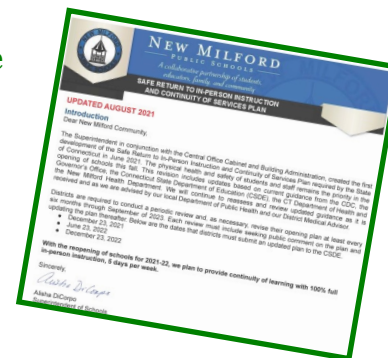 e
NEW MILFORD
PUBLIC SCHOOLS
A collaborative partnership of students,
educators, family, and community
SAFE RETURN TO IN-PERSON INSTRUCTION
AND CONTINUITY OF SERVICES PLAN
UPDATED AUGUST 2021
Introduction
Dear New Milford Community,
The Superintendent in conjunction with the Central Office Cabinet and Building Administration, created the first
development of the Safe Return to In-Person Instruction and Continuity of Services Plan required by the State
of Connecticut in June 2021. The physical health and safety of students and staff remains the priority in the
opening of schools this fall. This revision includes updates based on current guidance from the CDC, the
Governor's Office, the Connecticut State Department of Education (CSDE), the CT Department of Health and
the New Milford Health Department. We will continue to reassess and review updated guidance as it is
received and as we are advised by our local Department of Public Health and our District Medical Advisor.
Districts are required to conduct a periodic review and, as necessary, revise their opening plan at least every
six months through September of 2023. Each review must include seeking public comment on the plan and
updating the plan thereafter. Below are the dates that districts must submit an updated plan to the CSDE.
• December 23, 2021
• June 23, 2022
• December 23, 2022
With the reopening of schools for 2021-22, we plan to provide continuity of learning with 100% full
in-person instruction, 5 days per week.
Sincerely,
Alisha DiCorpo
Alisha DiCorpo
Superintendent of Schools